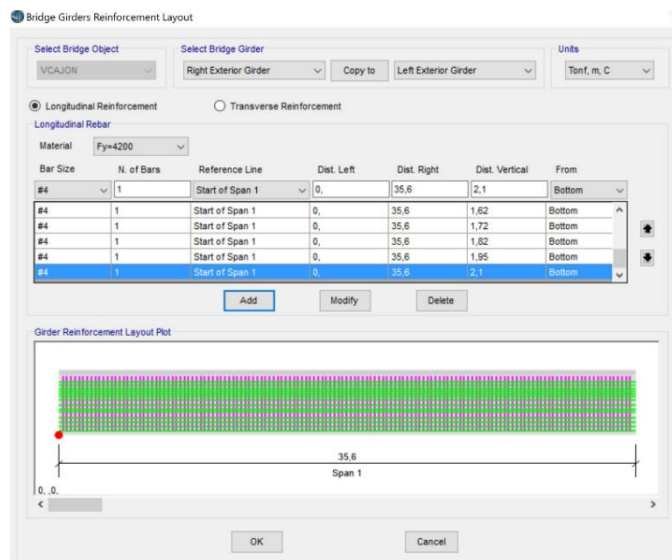 Bridge Girders Reinforcement Layout
Select Bridge Object
Select Bridge Girder
Units
VCAJON
Right Exterior Girder
Copy to
Left Exterior Girder
Tonf, m, C
Longitudinal Reinforcement
Transverse Reinforcement
Longitudinal Rebar
Material Fy=4200
Bar Size N. of Bars Reference Line Dist. Left Dist. Right Dist. Vertical From
#4 1 Start of Span 1 0, 35,6 2,1 Bottom
#4 1 Start of Span 1 0, 35,6 1,62 Bottom
#4 1 Start of Span 1 0, 35,6 1,72 Bottom
#4 1 Start of Span 1 0, 35,6 1,82 Bottom
#4 1 Start of Span 1 0, 35,6 1,95 Bottom
#4 1 Start of Span 1 0, 35,6 2,1 Bottom
Add Modify Delete
Girder Reinforcement Layout Plot
35,6
Span 1
0, ,0,
OK Cancel